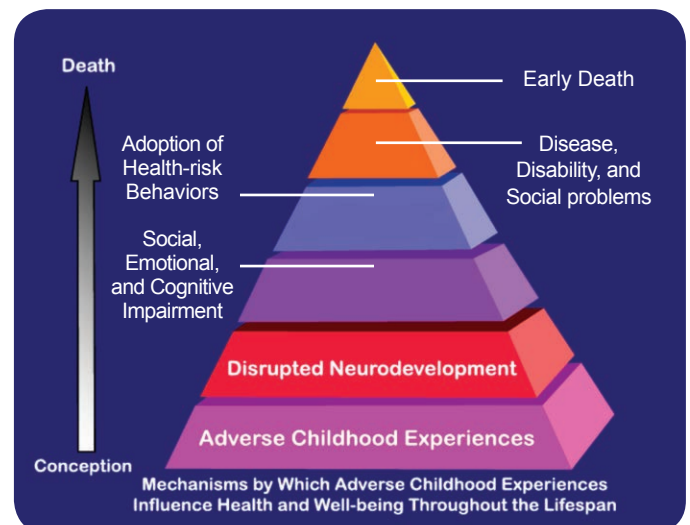 Death
Early Death
Adoption of
Health-risk
Behaviors
Disease,
Disability, and
Social problems
Social,
Emotional,
and Cognitive
Impairment
Disrupted Neurodevelopment
Adverse Childhood Experiences
Conception
Mechanisms by Which Adverse Childhood Experiences
Influence Health and Well-being Throughout the Lifespan